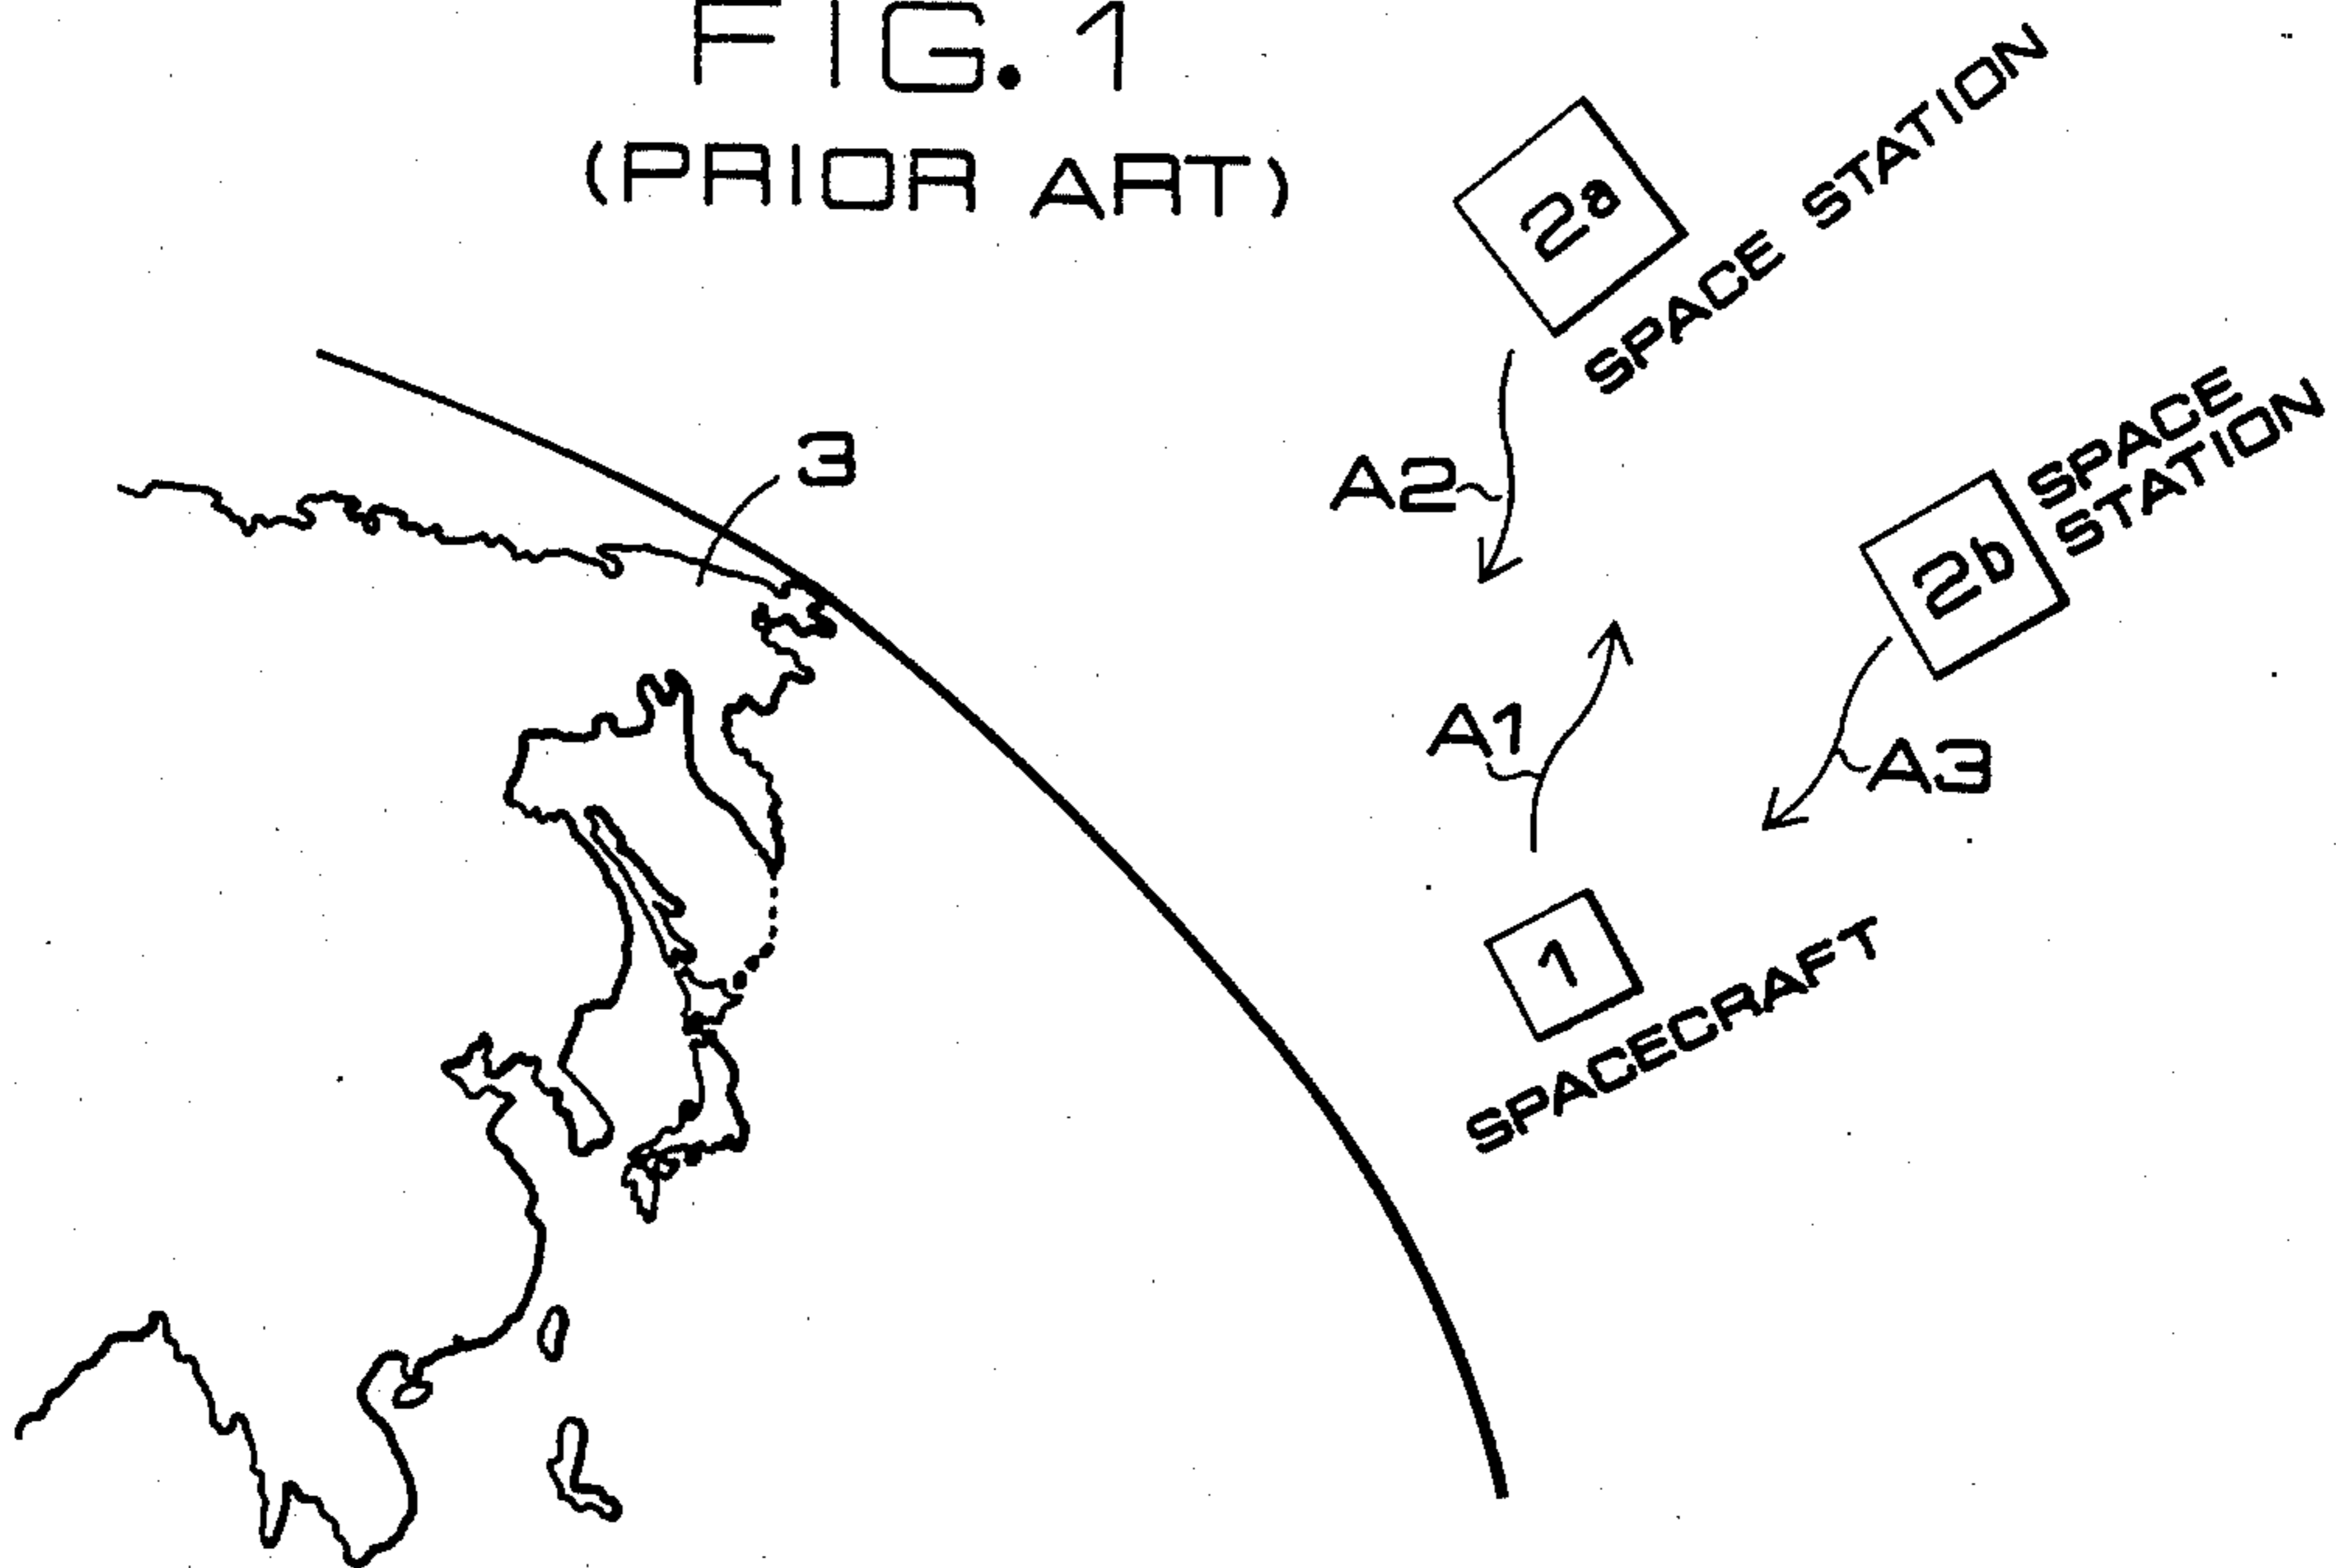 FIG. 1
(PRIOR ART)
2a
SPACE STATION
3
A2
SPACE
STATION
2b
A1
A3
1
SPACECRAFT